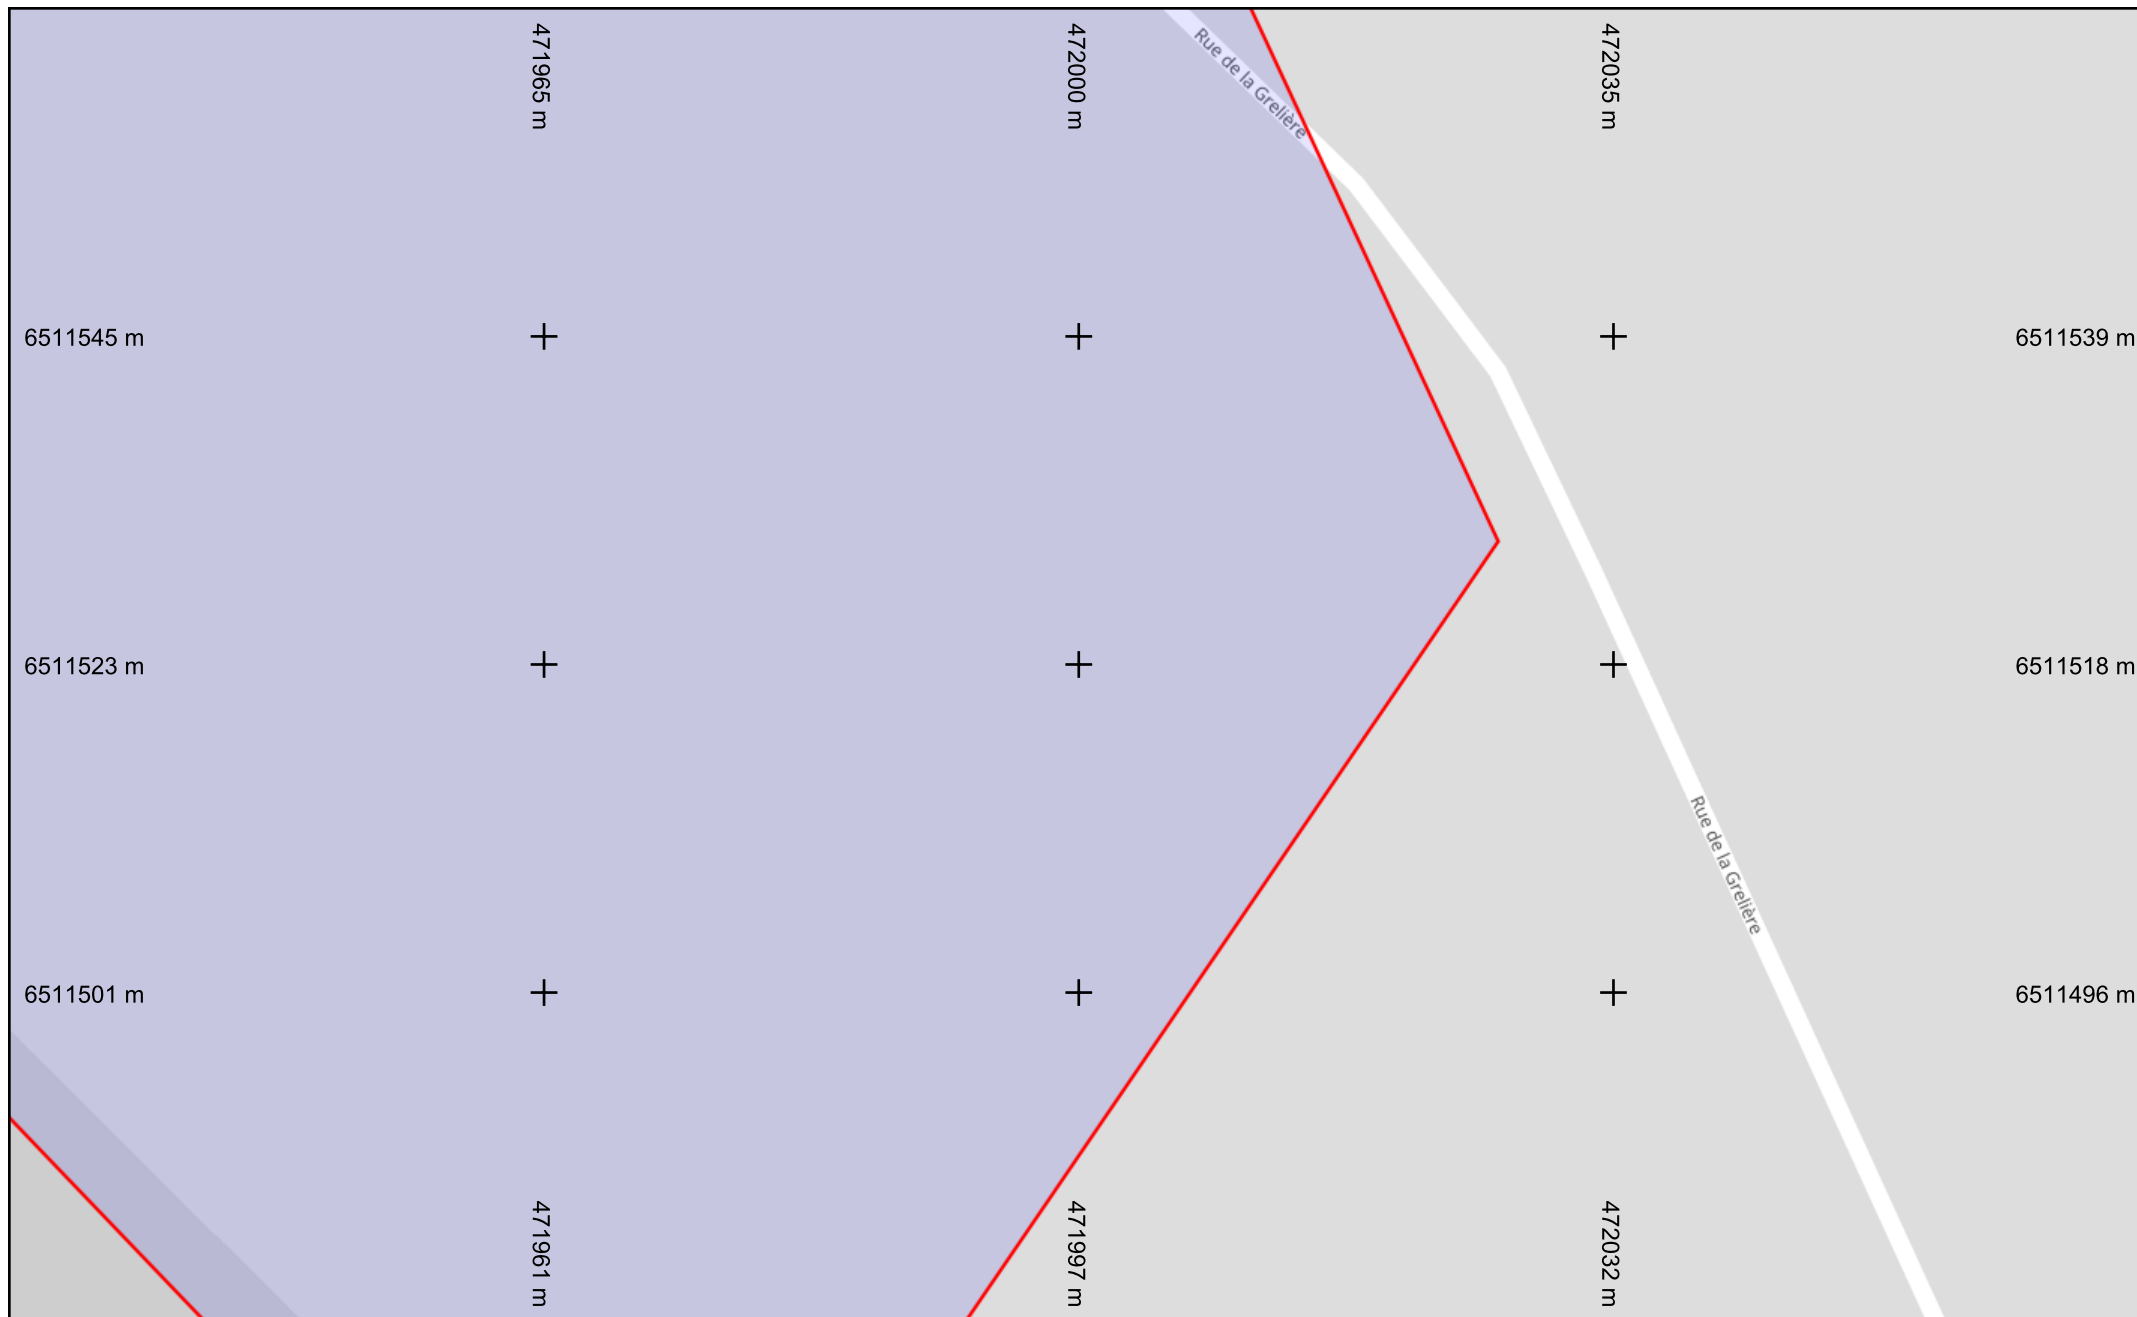 471965 m
472000 m
472035 m
Rue de la Grelière
6511545 m
6511539 m
6511523 m
6511518 m
Rue de la Grelière
6511501 m
6511496 m
471961 m
471997 m
472032 m